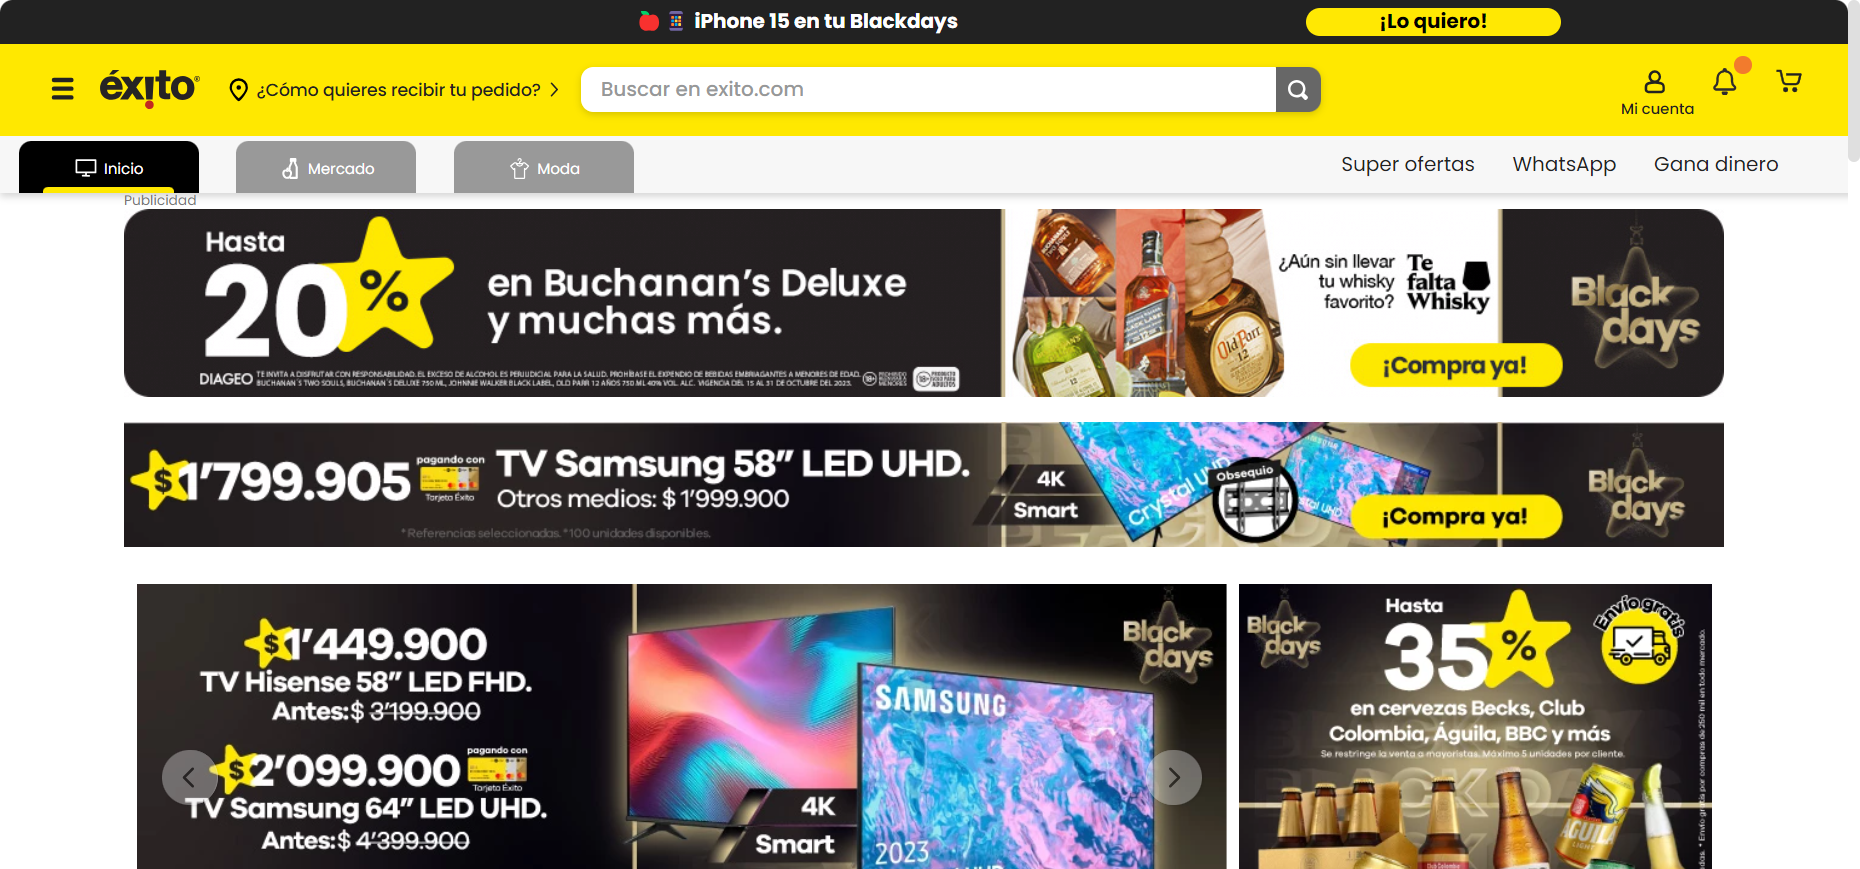 iPhone 15 en tu Blackdays
¡Lo quiero!
éxito
¿Cómo quieres recibir tu pedido?
Buscar en exito.com
Mi cuenta
Inicio
Mercado
Moda
Super ofertas
WhatsApp
Gana dinero
Publicidad
Hasta
20%
en Buchanan's Deluxe
y muchas más.
DIAGEO
TE INVITA A DISFRUTAR CON RESPONSABILIDAD. EL EXCESO DE ALCOHOL ES PERJUDICIAL PARA LA SALUD. PROHÍBASE EL EXPENDIO DE BEBIDAS EMBRIAGANTES A MENORES DE EDAD.
BUCHANAN'S TWO SOULS, BUCHANAN'S DELUXE 750 ML, JOHNNIE WALKER BLACK LABEL, OLD PARR 12 AÑOS 750 ML 40% VOL. ALC. VIGENCIA DEL 15 AL 31 DE OCTUBRE DEL 2023.
Old Parr
12
¿Aún sin llevar
tu whisky
favorito?
Te
falta
Whisky
¡Compra ya!
Black
days
$1'799.905
pagando con
Tarjeta Éxito
TV Samsung 58" LED UHD.
Otros medios: $ 1'999.900
*Referencias seleccionadas. *100 unidades disponibles.
4K
Smart
Crystal UHD
Obsequio
¡Compra ya!
Black
days
$1'449.900
TV Hisense 58" LED FHD.
Antes: $ 3'199.900
$2'099.900
pagando con
Tarjeta Éxito
TV Samsung 64" LED UHD.
Antes: $ 4'399.900
4K
Smart
SAMSUNG
2023
Black
days
Black
days
Hasta
35%
Envío gratis
en cervezas Becks, Club
Colombia, Águila, BBC y más
Se restringe la venta a mayoristas. Máximo 5 unidades por cliente.
* Envío gratis por compras de 250 mil en todo mercado.
AGUILA
LIGHT